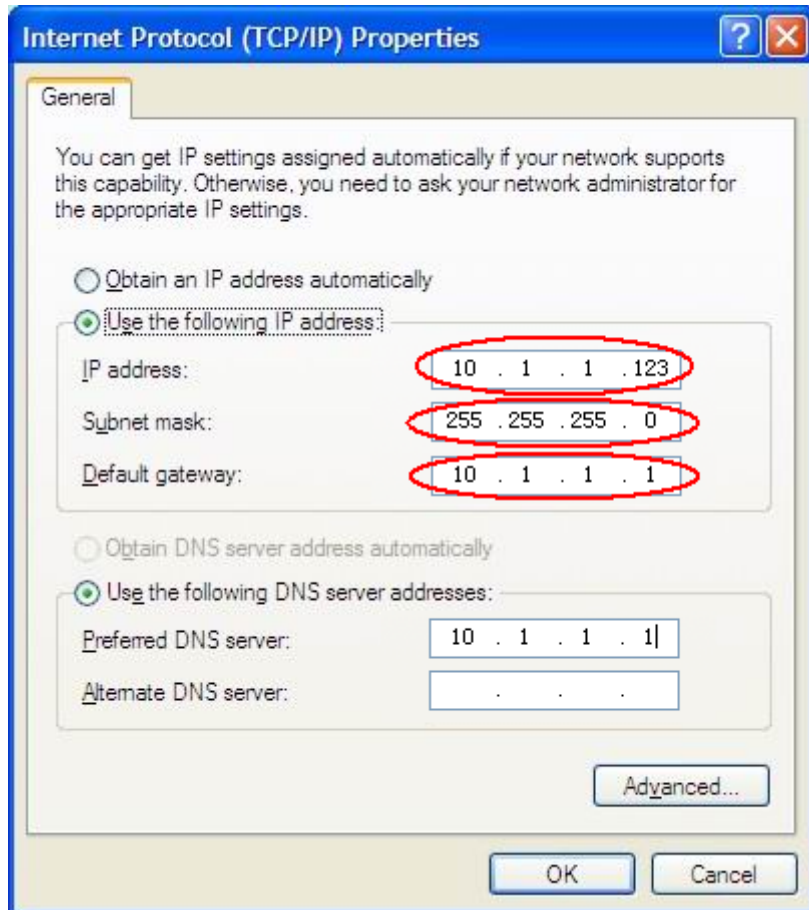 Internet Protocol (TCP/IP) Properties
General
You can get IP settings assigned automatically if your network supports
this capability. Otherwise, you need to ask your network administrator for
the appropriate IP settings.
Obtain an IP address automatically
Use the following IP address:
IP address: 10 . 1 . 1 .123
Subnet mask: 255 .255 .255 . 0
Default gateway: 10 . 1 . 1 . 1
Obtain DNS server address automatically
Use the following DNS server addresses:
Preferred DNS server: 10 . 1 . 1 . 1
Alternate DNS server: . . .
Advanced...
OK Cancel